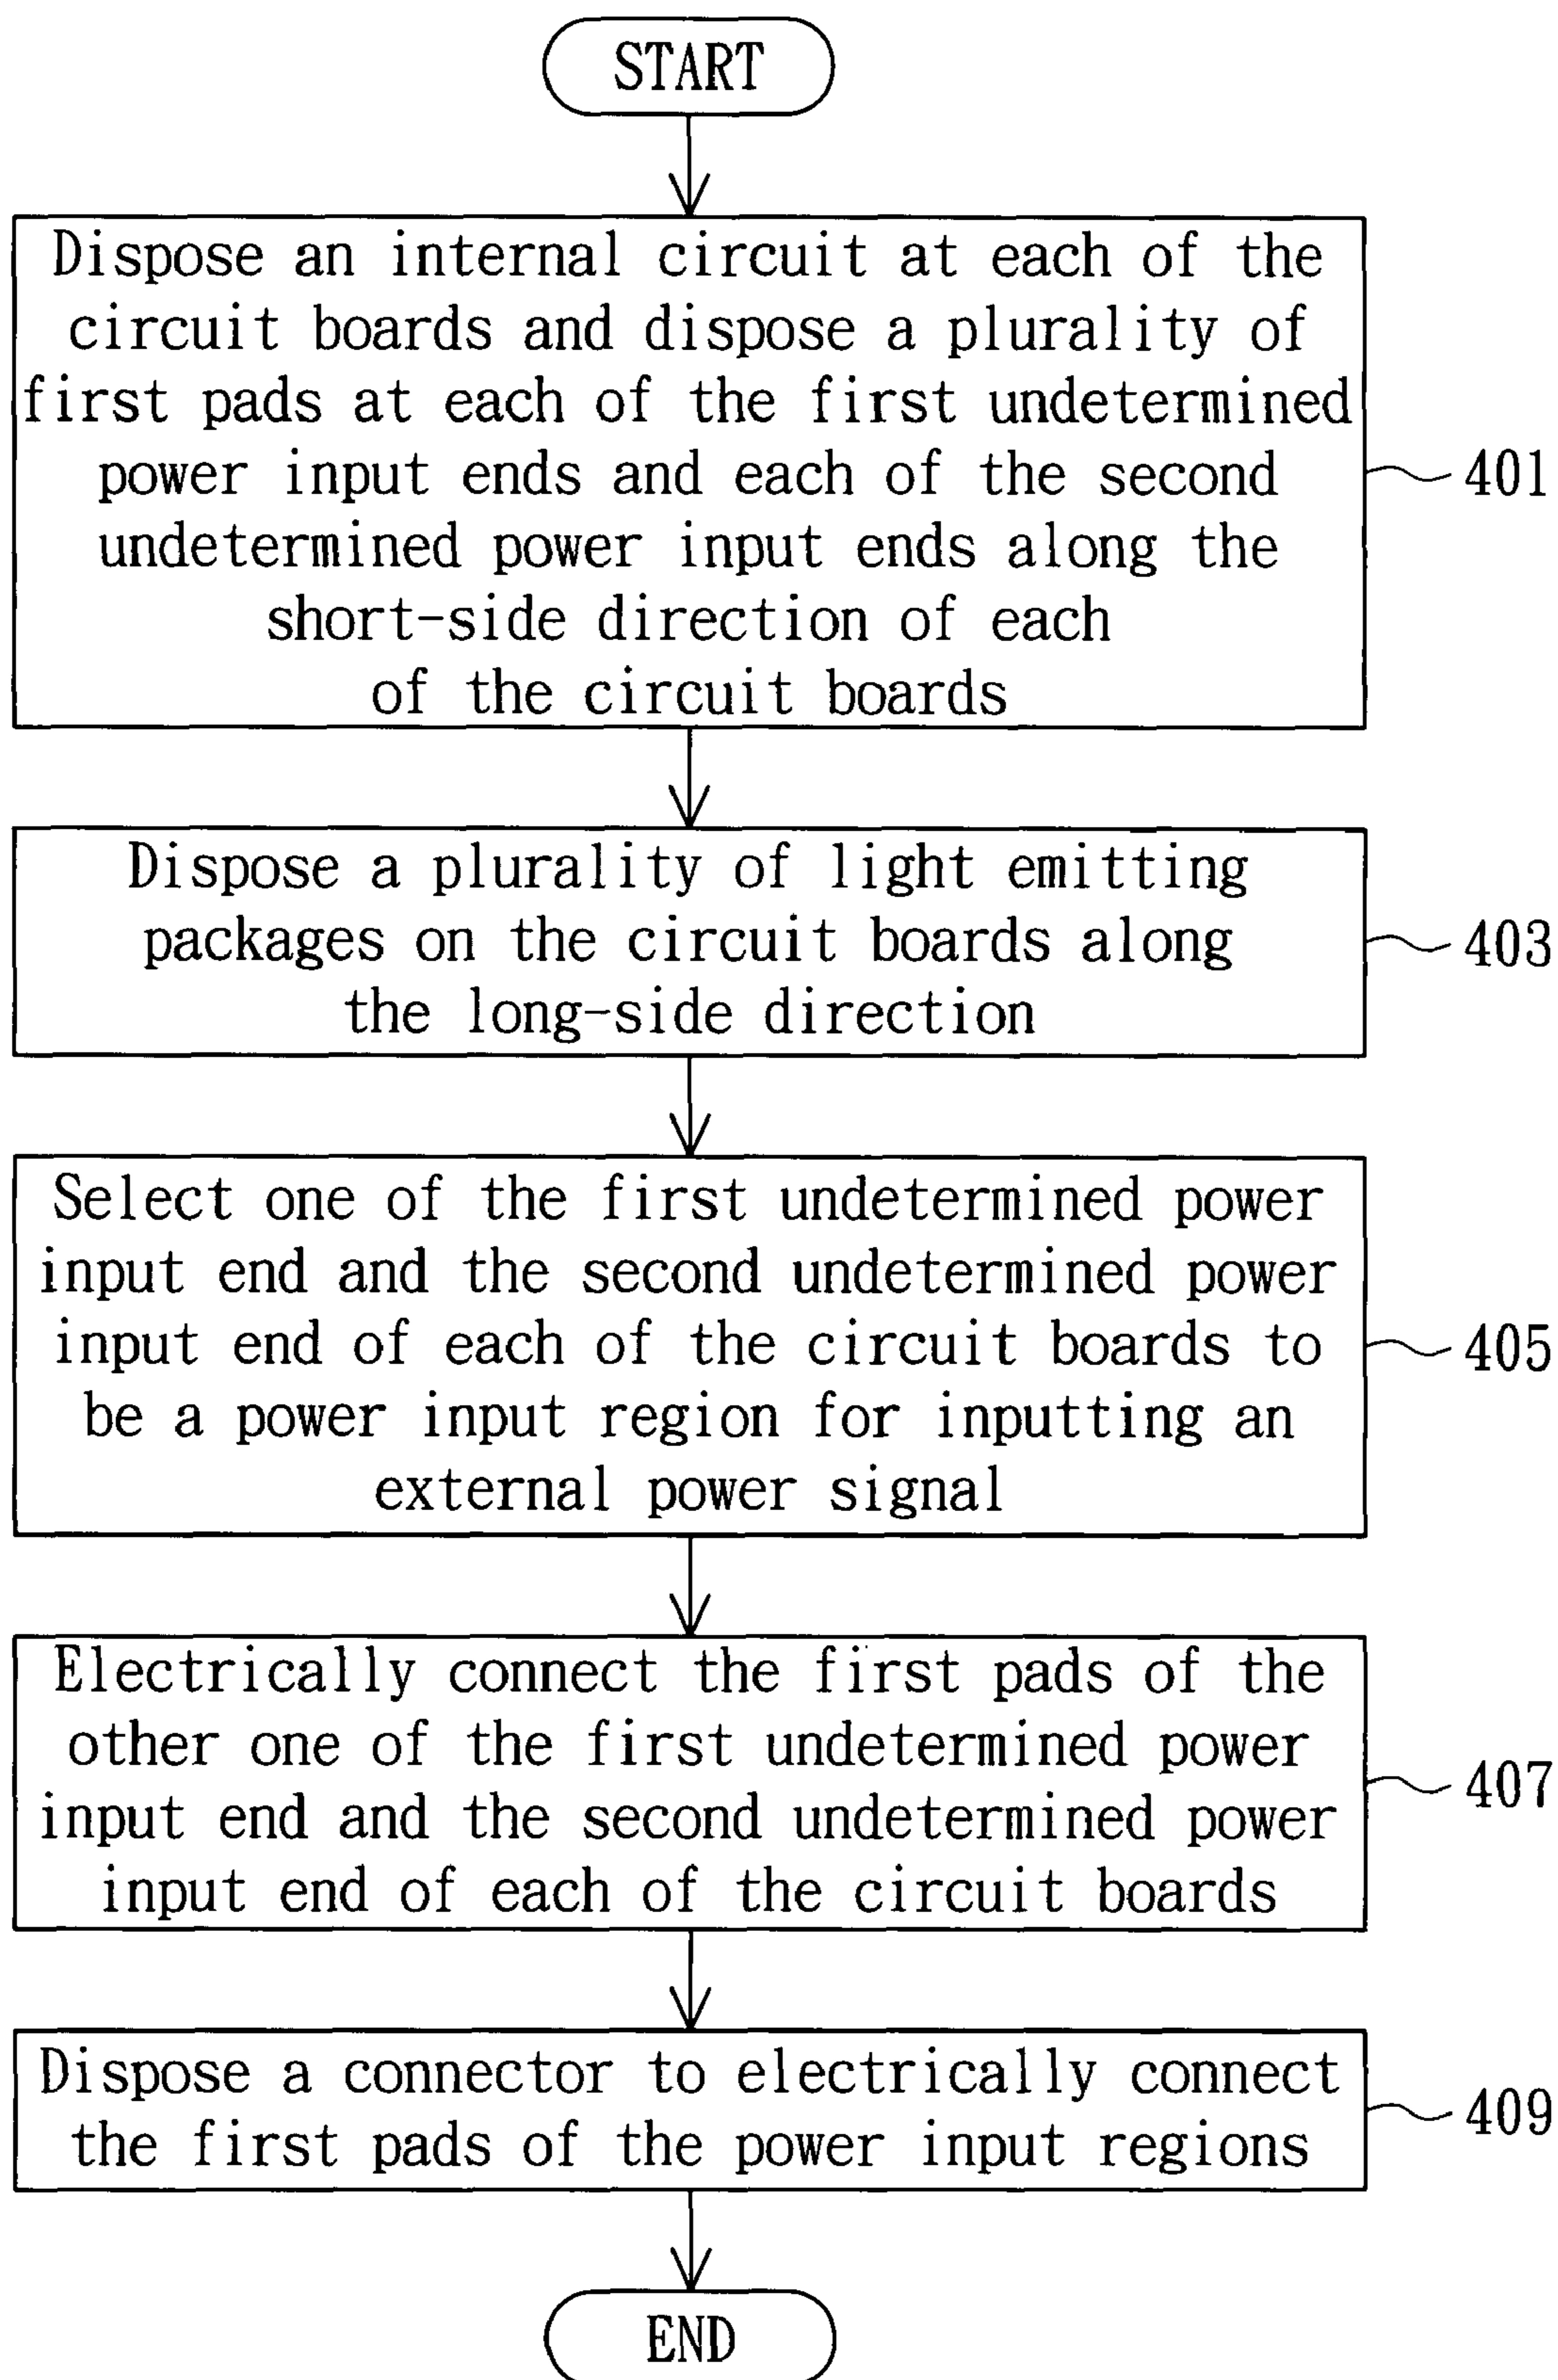 START
Dispose an internal circuit at each of the
circuit boards and dispose a plurality of
first pads at each of the first undetermined
power input ends and each of the second
undetermined power input ends along the
short-side direction of each
of the circuit boards
401
Dispose a plurality of light emitting
packages on the circuit boards along
the long-side direction
403
Select one of the first undetermined power
input end and the second undetermined power
input end of each of the circuit boards to
be a power input region for inputting an
external power signal
405
Electrically connect the first pads of the
other one of the first undetermined power
input end and the second undetermined power
input end of each of the circuit boards
407
Dispose a connector to electrically connect
the first pads of the power input regions
409
END